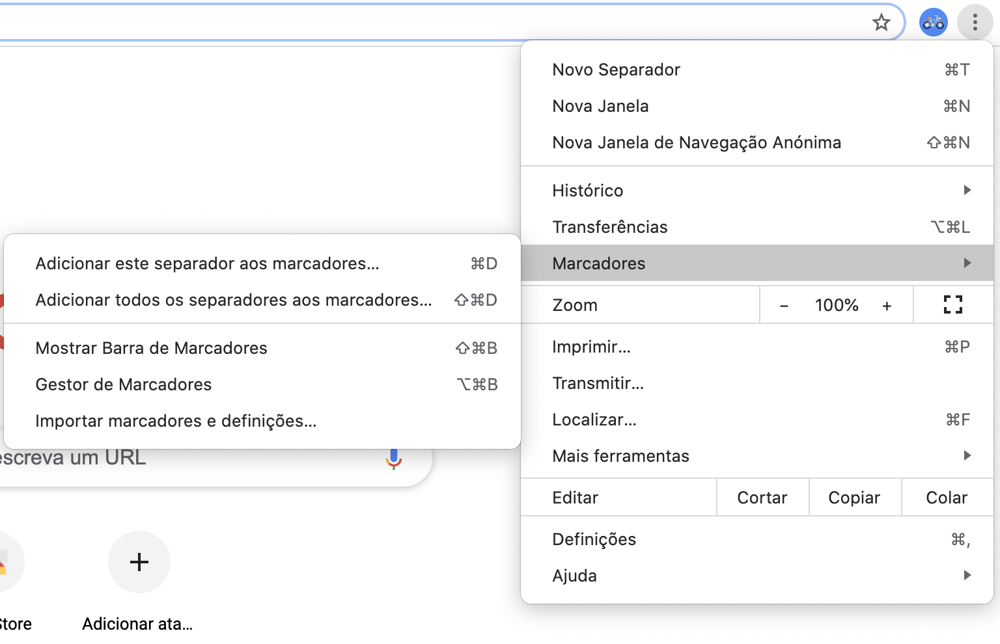 Novo Separador ⌘T
Nova Janela ⌘N
Nova Janela de Navegação Anónima ⇧⌘N
Histórico
Transferências ⌥⌘L
Marcadores
Adicionar este separador aos marcadores... ⌘D
Adicionar todos os separadores aos marcadores... ⇧⌘D
Mostrar Barra de Marcadores ⇧⌘B
Gestor de Marcadores ⌥⌘B
Importar marcadores e definições...
Zoom − 100% +
Imprimir... ⌘P
Transmitir...
Localizar... ⌘F
Mais ferramentas
Editar Cortar Copiar Colar
Definições ⌘,
Ajuda
escreva um URL
Store
Adicionar ata...